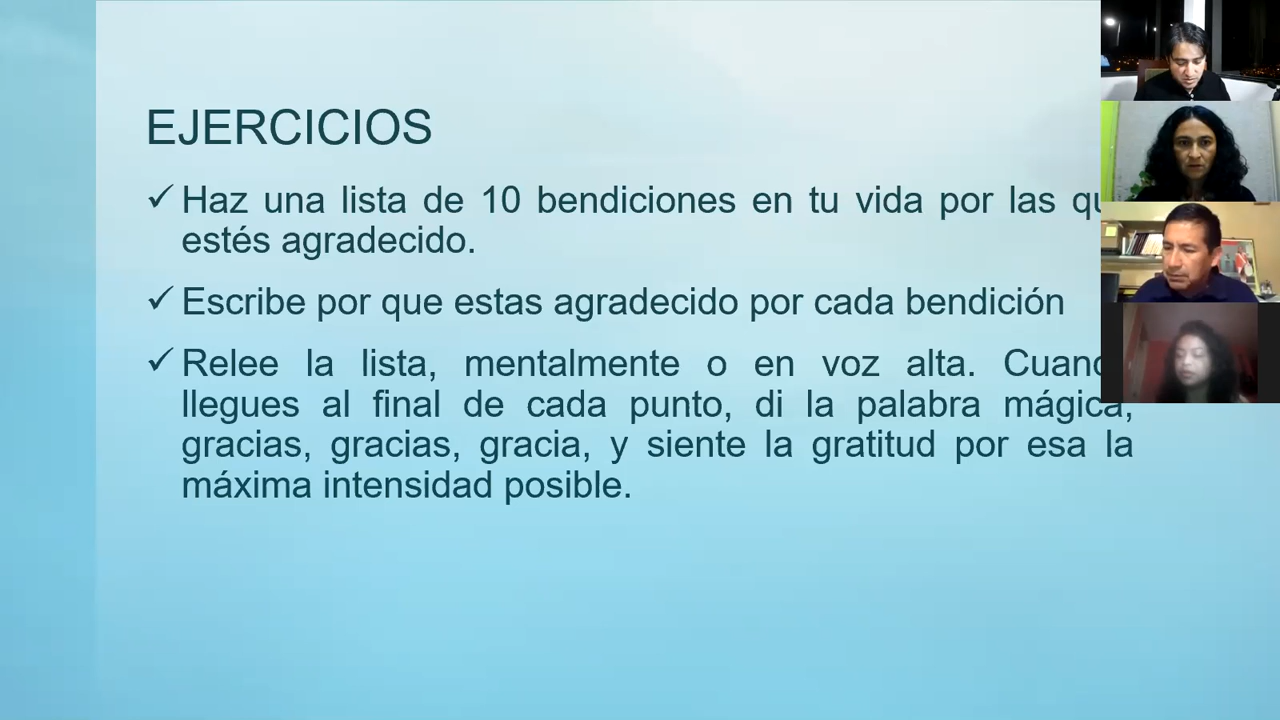 EJERCICIOS
✓ Haz una lista de 10 bendiciones en tu vida por las
estés agradecido.
✓ Escribe por que estas agradecido por cada bendición
✓ Relee la lista, mentalmente o en voz alta.
llegues al final de cada punto, di la palabra mágica,
gracias, gracias, gracia, y siente la gratitud por esa la
máxima intensidad posible.